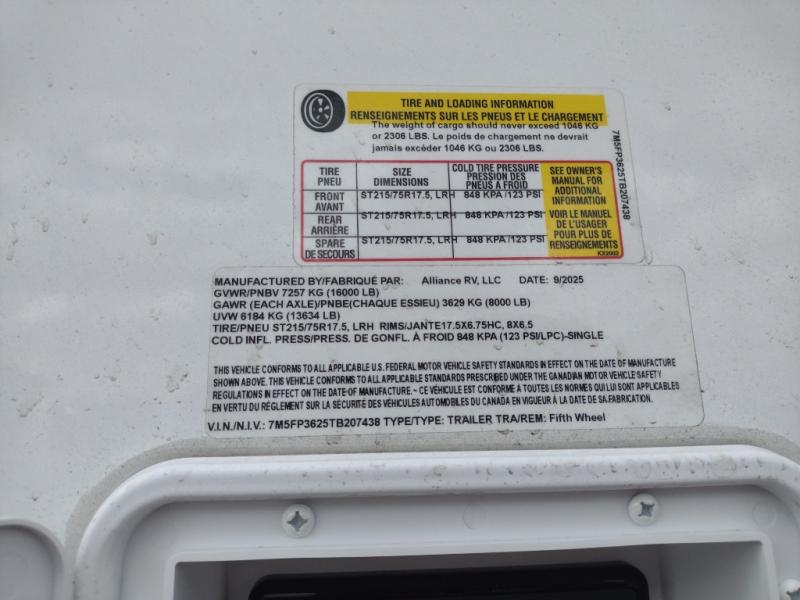 TIRE AND LOADING INFORMATION
RENSEIGNEMENTS SUR LES PNEUS ET LE CHARGEMENT
The weight of cargo should never exceed 1046 KG
or 2306 LBS. Le poids de chargement ne devrait
jamais excéder 1046 KG ou 2306 LBS.
TIRE PNEU SIZE DIMENSIONS COLD TIRE PRESSURE PRESSION DES PNEUS À FROID
FRONT AVANT ST215/75R17.5, LRH 848 KPA /123 PSI
REAR ARRIÈRE ST215/75R17.5, LRH 848 KPA /123 PSI
SPARE DE SECOURS ST215/75R17.5, LRH 848 KPA /123 PSI
SEE OWNER'S
MANUAL FOR
ADDITIONAL
INFORMATION
VOIR LE MANUEL
DE L'USAGER
POUR PLUS DE
RENSEIGNEMENTS
KX2002
7M5FP3625TB207438
MANUFACTURED BY/FABRIQUÉ PAR: Alliance RV, LLC DATE: 9/2025
GVWR/PNBV 7257 KG (16000 LB)
GAWR (EACH AXLE)/PNBE(CHAQUE ESSIEU) 3629 KG (8000 LB)
UVW 6184 KG (13634 LB)
TIRE/PNEU ST215/75R17.5, LRH RIMS/JANTE17.5X6.75HC, 8X6.5
COLD INFL. PRESS/PRESS. DE GONFL. À FROID 848 KPA (123 PSI/LPC)-SINGLE
THIS VEHICLE CONFORMS TO ALL APPLICABLE U.S. FEDERAL MOTOR VEHICLE SAFETY STANDARDS IN EFFECT ON THE DATE OF MANUFACTURE
SHOWN ABOVE. THIS VEHICLE CONFORMS TO ALL APPLICABLE STANDARDS PRESCRIBED UNDER THE CANADIAN MOTOR VEHICLE SAFETY
REGULATIONS IN EFFECT ON THE DATE OF MANUFACTURE.~ CE VÉHICULE EST CONFORME À TOUTES LES NORMES QUI LUI SONT APPLICABLES
EN VERTU DU RÈGLEMENT SUR LA SÉCURITÉ DES VÉHICULES AUTOMOBILES DU CANADA EN VIGUEUR À LA DATE DE SA.FABRICATION.
V.I.N./N.I.V.: 7M5FP3625TB207438 TYPE/TYPE: TRAILER TRA/REM: Fifth Wheel